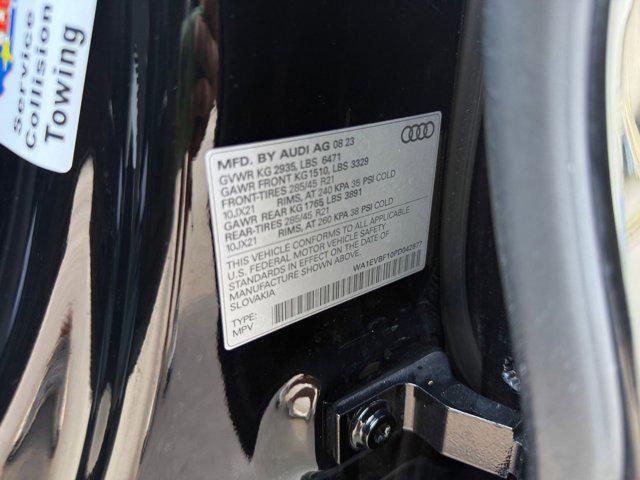 Service
Collision
Towing
MFD. BY AUDI AG 08 23
GVWR KG 2935, LBS 6471
GAWR FRONT KG 1510, LBS 3329
FRONT-TIRES 285/45 R21
10JX21 RIMS, AT 240 KPA 35 PSI COLD
GAWR REAR KG 1765 LBS 3891
REAR-TIRES 285/45 R21
10JX21 RIMS, AT 260 KPA 38 PSI COLD
THIS VEHICLE CONFORMS TO ALL APPLICABLE
U.S. FEDERAL MOTOR VEHICLE SAFETY
STANDARDS IN EFFECT ON THE DATE OF
MANUFACTURE SHOWN ABOVE.
SLOVAKIA
WA1EVBF10PD042877
TYPE:
MPV